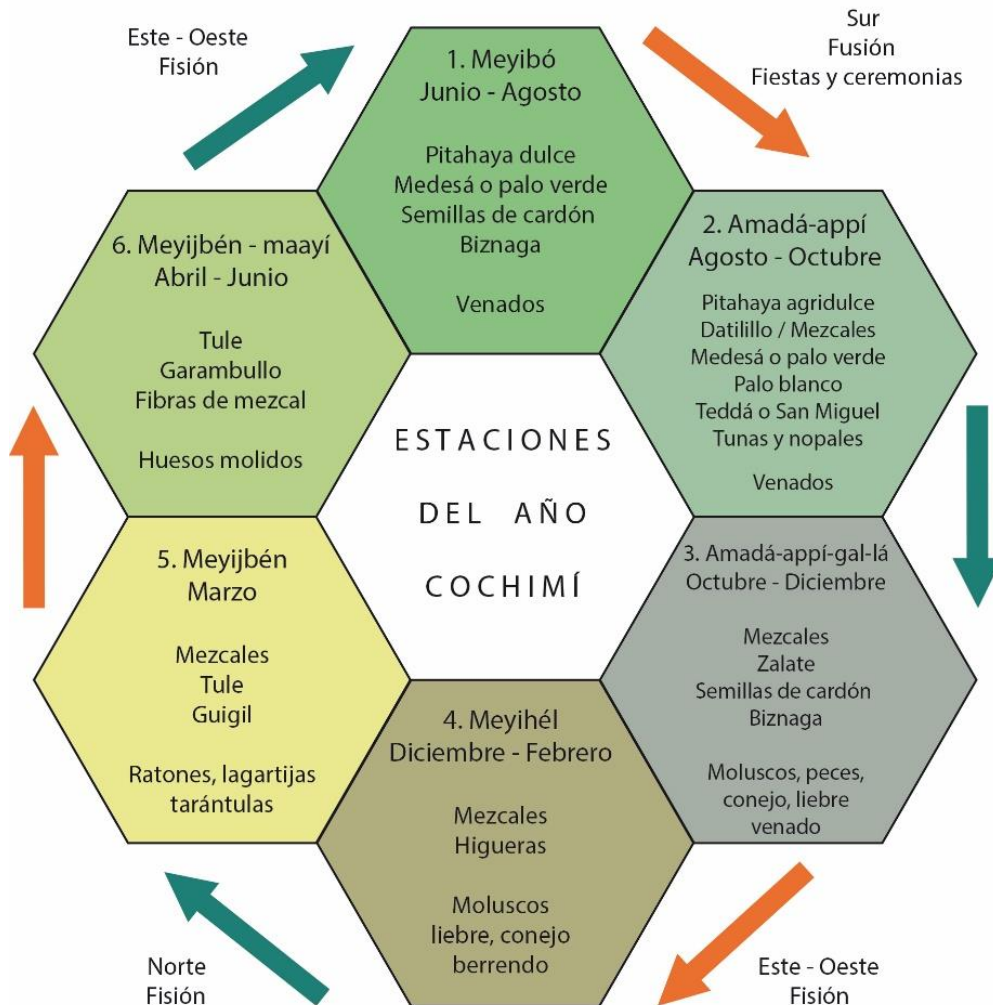 Este - Oeste
Fisión
Sur
Fusión
Fiestas y ceremonias
1. Meyibó
Junio - Agosto
Pitahaya dulce
Medesá o palo verde
Semillas de cardón
Biznaga
Venados
2. Amadá-appí
Agosto - Octubre
Pitahaya agridulce
Datilillo / Mezcales
Medesá o palo verde
Palo blanco
Teddá o San Miguel
Tunas y nopales
Venados
3. Amadá-appí-gal-lá
Octubre - Diciembre
Mezcales
Zalate
Semillas de cardón
Biznaga
Moluscos, peces,
conejo, liebre
venado
4. Meyihél
Diciembre - Febrero
Mezcales
Higueras
Moluscos
liebre, conejo
berrendo
5. Meyijbén
Marzo
Mezcales
Tule
Guigil
Ratones, lagartijas
tarántulas
6. Meyijbén - maayí
Abril - Junio
Tule
Garambullo
Fibras de mezcal
Huesos molidos
ESTACIONES
DEL AÑO
COCHIMÍ
Norte
Fisión
Este - Oeste
Fisión